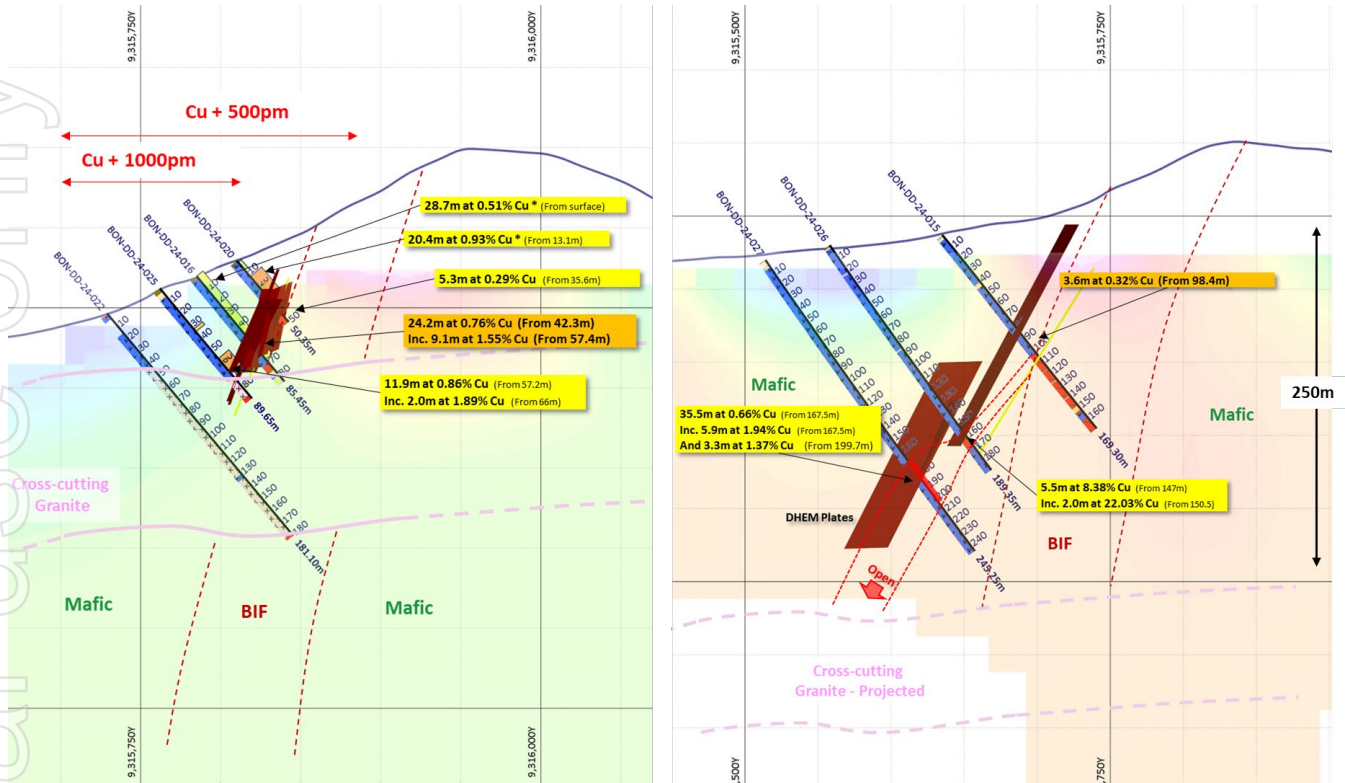 9,315,750Y
9,316,000Y
Cu + 500pm
Cu + 1000pm
BON-DD-24-020
BON-DD-24-016
BON-DD-24-025
BON-DD-24-022
28.7m at 0.51% Cu * (From surface)
20.4m at 0.93% Cu * (From 13.1m)
5.3m at 0.29% Cu (From 35.6m)
24.2m at 0.76% Cu (From 42.3m)
Inc. 9.1m at 1.55% Cu (From 57.4m)
11.9m at 0.86% Cu (From 57.2m)
Inc. 2.0m at 1.89% Cu (From 66m)
50.35m
85.45m
89.65m
181.10m
Cross-cutting
Granite
Mafic
BIF
Mafic
9,315,750Y
9,316,000Y
9,315,500Y
9,315,750Y
BON-DD-24-027
BON-DD-24-026
BON-DD-24-015
3.6m at 0.32% Cu (From 98.4m)
250m
Mafic
Mafic
35.5m at 0.66% Cu (From 167.5m)
Inc. 5.9m at 1.94% Cu (From 167.5m)
And 3.3m at 1.37% Cu (From 199.7m)
169.30m
189.35m
5.5m at 8.38% Cu (From 147m)
Inc. 2.0m at 22.03% Cu (From 150.5)
DHEM Plates
BIF
Open
245.25m
Cross-cutting
Granite - Projected
,500Y
,750Y